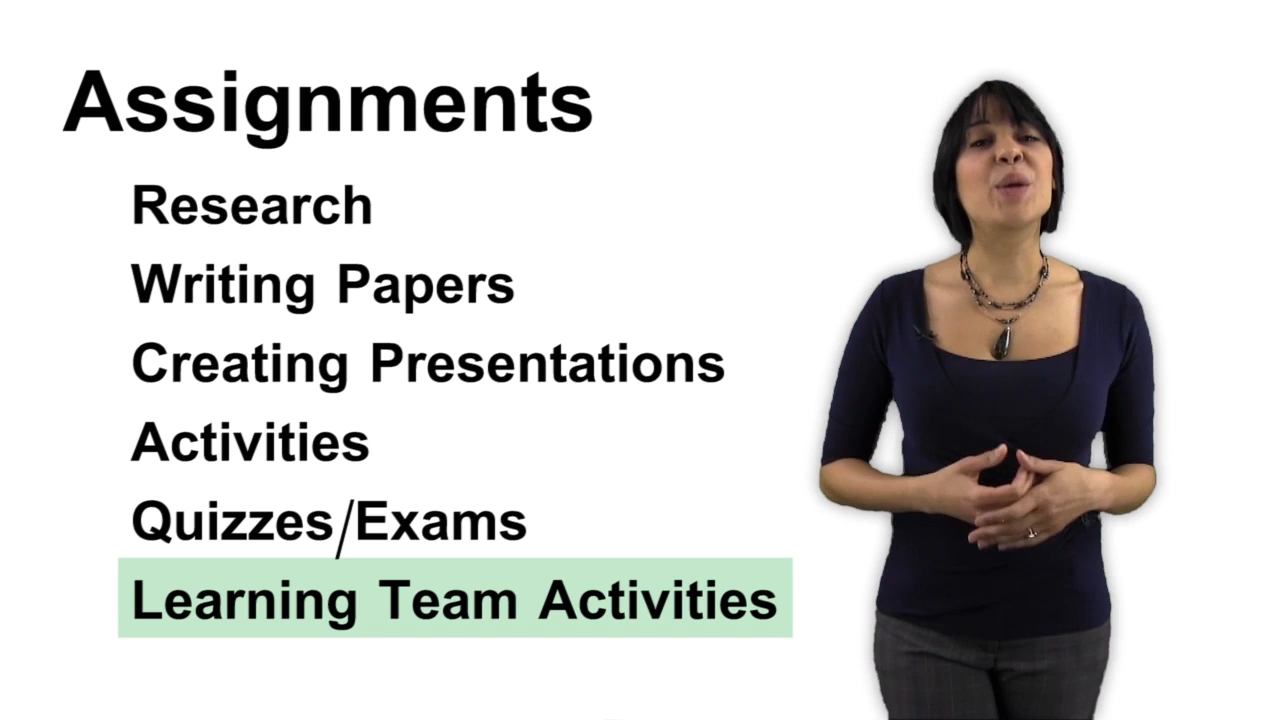 Assignments
Research
Writing Papers
Creating Presentations
Activities
Quizzes/Exams
Learning Team Activities